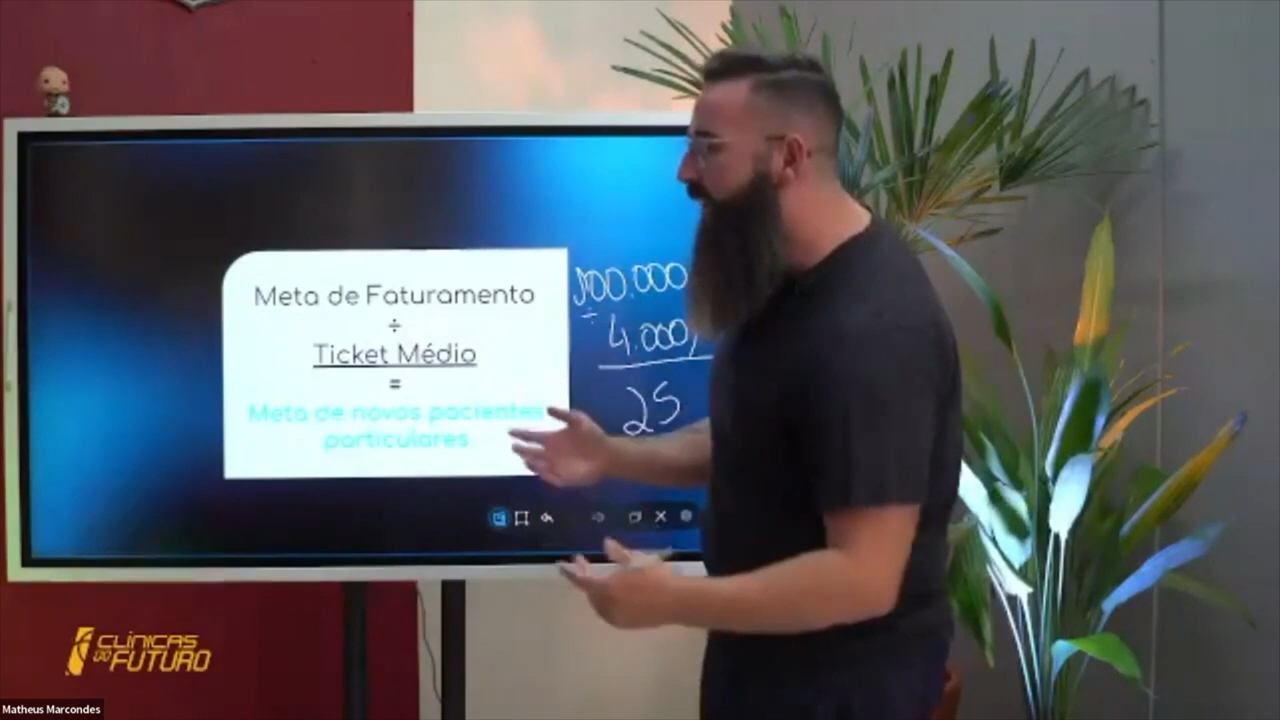 Meta de Faturamento
÷
Ticket Médio
=
Meta de novos pacientes
particulares
100.000
÷
4.000,
25
CLÍNICAS
DO FUTURO
Matheus Marcondes